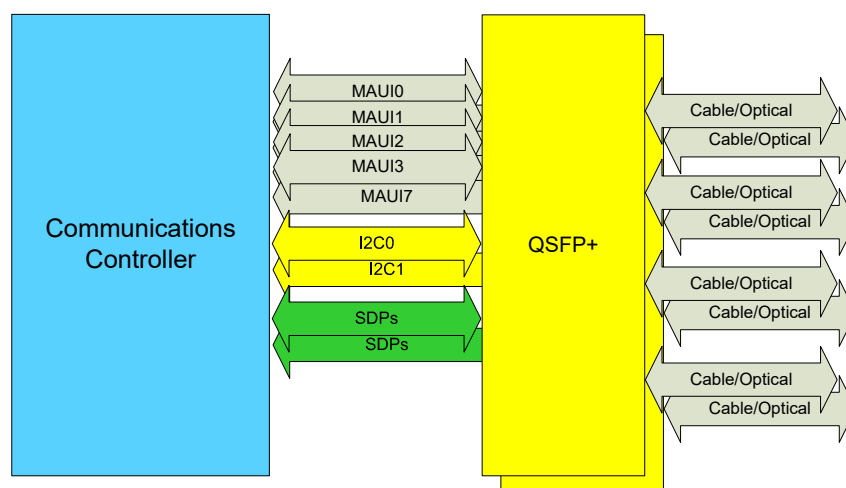 Communications
Controller
MAUI0
MAUI1
MAUI2
MAUI3
MAUI7
I2C0
I2C1
SDPs
SDPs
QSFP+
Cable/Optical
Cable/Optical
Cable/Optical
Cable/Optical
Cable/Optical
Cable/Optical
Cable/Optical
Cable/Optical